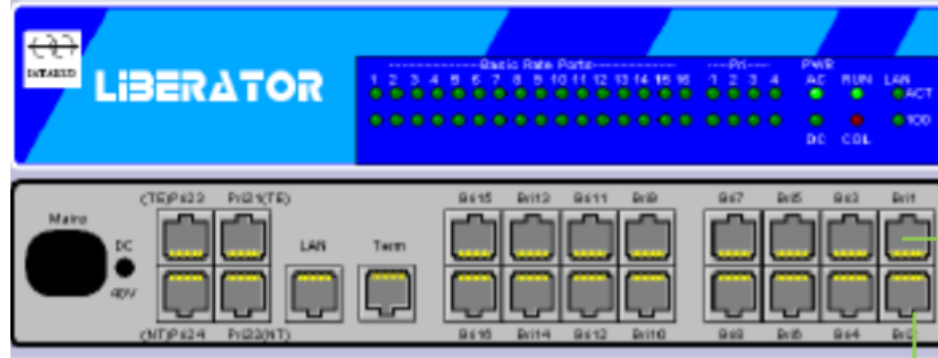 DATABUD
LIBERATOR
Basic Rate Ports Pri PWR
1 2 3 4 5 6 7 8 9 10 11 12 13 14 15 16 1 2 3 4 AC RUN LAN
ACT
100
DC COL
(TE)Pri23 Pri21(TE) Bri15 Bri13 Bri11 Bri9 Bri7 Bri5 Bri3 Bri1
Mains DC LAN Term
40V
(NT)Pri24 Pri22(NT) Bri16 Bri14 Bri12 Bri10 Bri8 Bri6 Bri4 Bri2